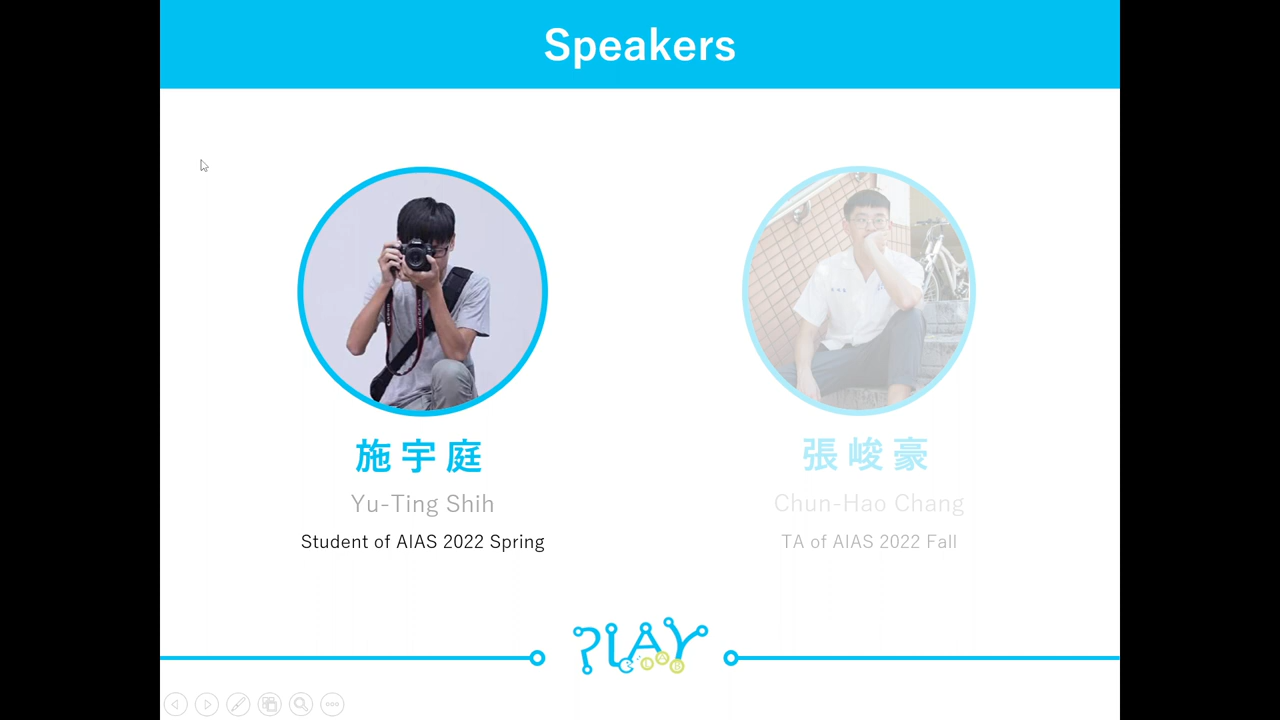 Speakers
施宇庭
Yu-Ting Shih
Student of AIAS 2022 Spring
張峻豪
Chun-Hao Chang
TA of AIAS 2022 Fall
PLAY
LAB